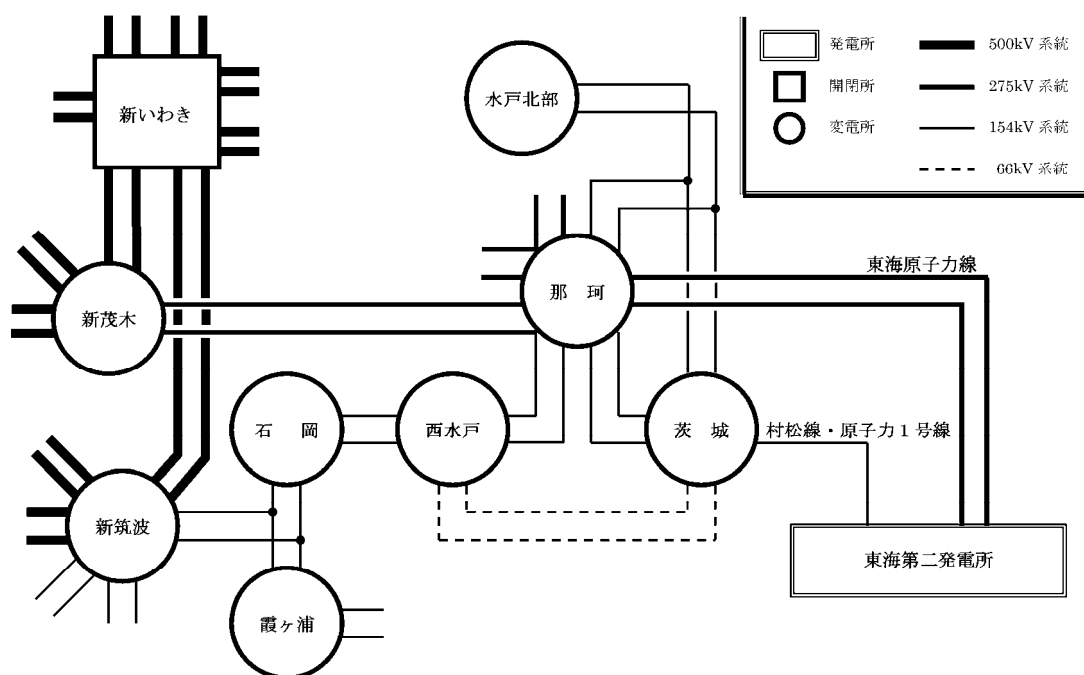 発電所
500kV 系統
開閉所
275kV 系統
変電所
154kV 系統
66kV 系統
新いわき
水戸北部
東海原子力線
那 珂
新茂木
石 岡
西水戸
茨 城
村松線・原子力1号線
新筑波
東海第二発電所
霞ヶ浦